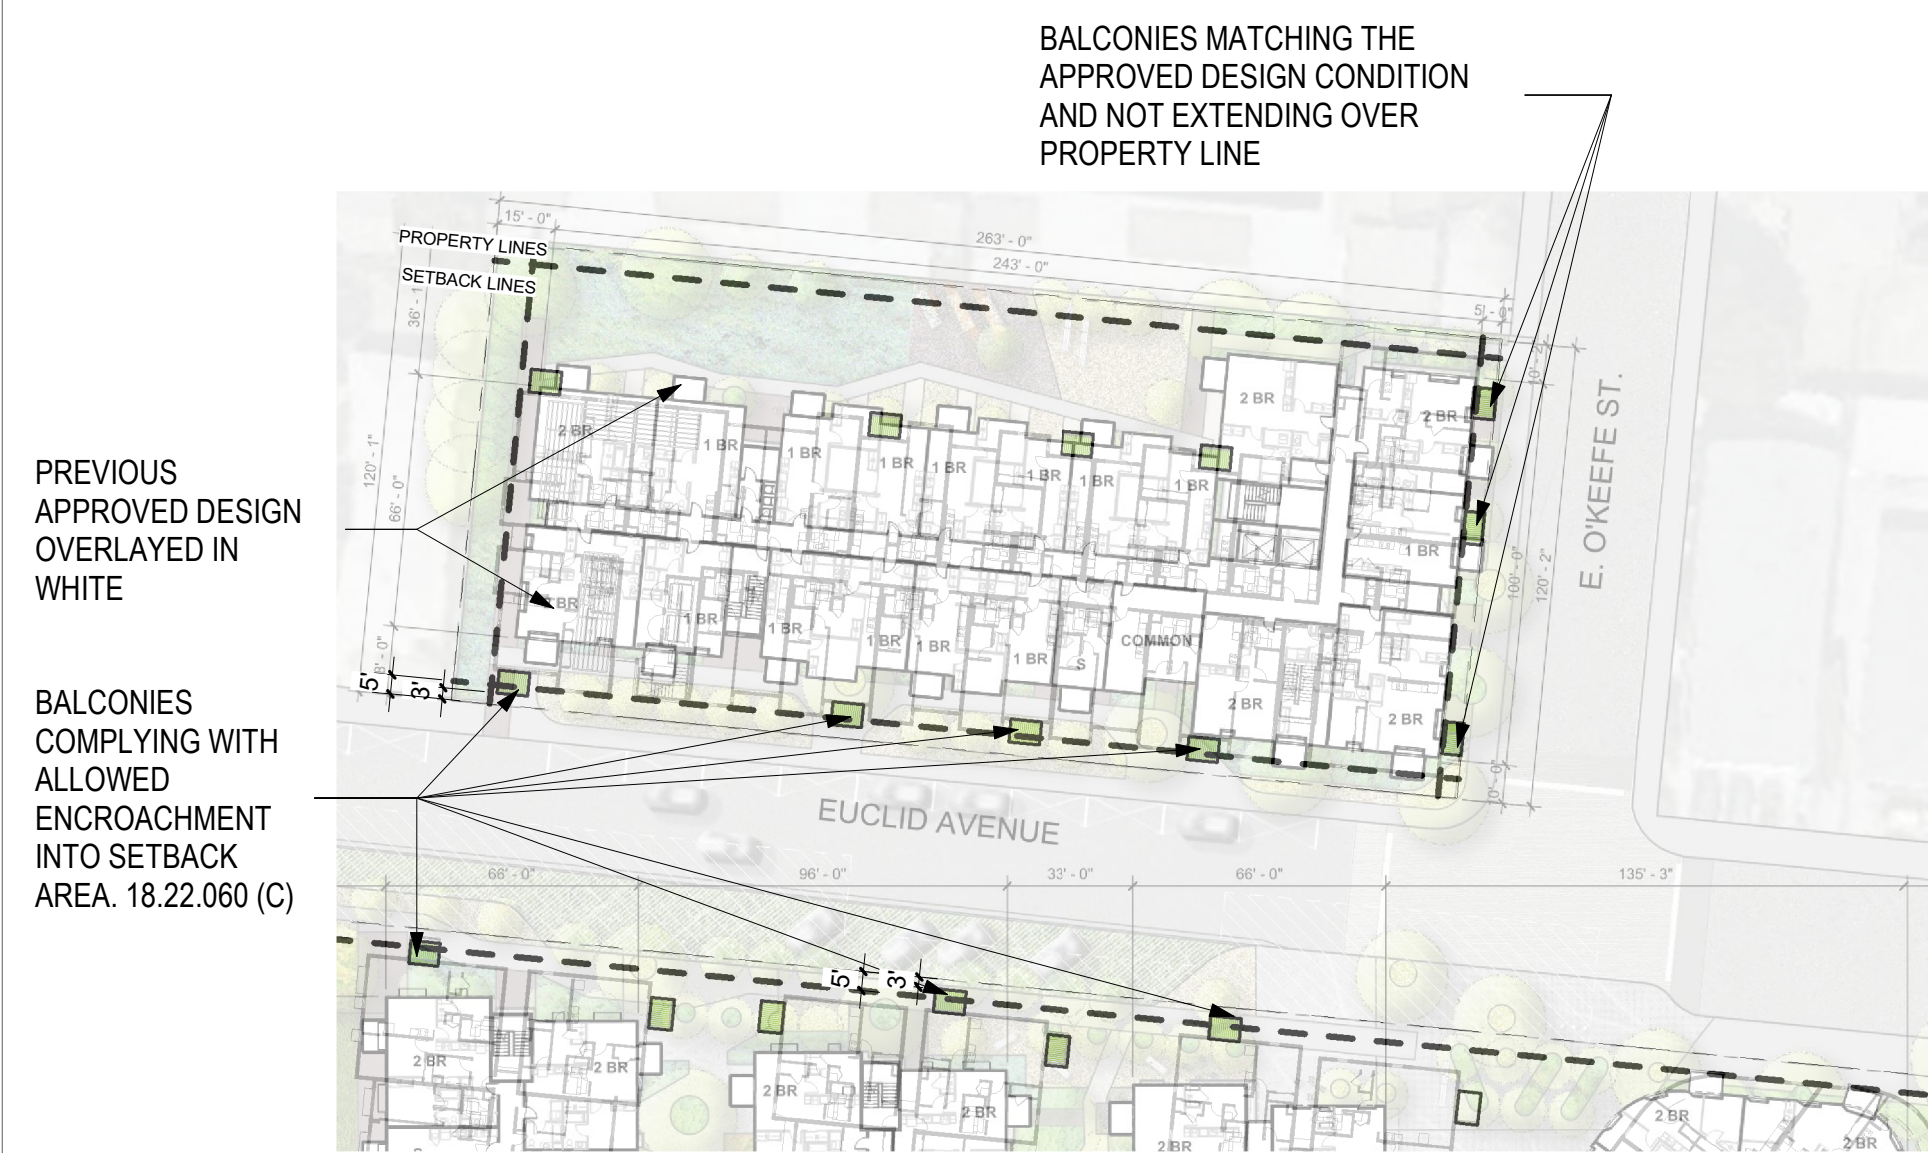 BALCONIES MATCHING THE
APPROVED DESIGN CONDITION
AND NOT EXTENDING OVER
PROPERTY LINE
15' - 0"
PROPERTY LINES
263' - 0"
243' - 0"
SETBACK LINES
5' - 0"
2 BR
2 BR
2 BR
1 BR
1 BR
1 BR
1 BR
1 BR
1 BR
1 BR
1 BR
E. O'KEEFE ST.
120' - 1"
66' - 0"
100' - 0"
120' - 2"
PREVIOUS
APPROVED DESIGN
OVERLAYED IN
WHITE
BR
1 BR
1 BR
1 BR
1 BR
1 BR
S
COMMON
2 BR
2 BR
8' - 0"
5'
3'
10' - 0"
BALCONIES
COMPLYING WITH
ALLOWED
ENCROACHMENT
INTO SETBACK
AREA. 18.22.060 (C)
EUCLID AVENUE
66' - 0"
96' - 0"
33' - 0"
66' - 0"
135' - 3"
5'
3'
2 BR
2 BR
2 BR
2 BR
2 BR
2 BR
2 BR